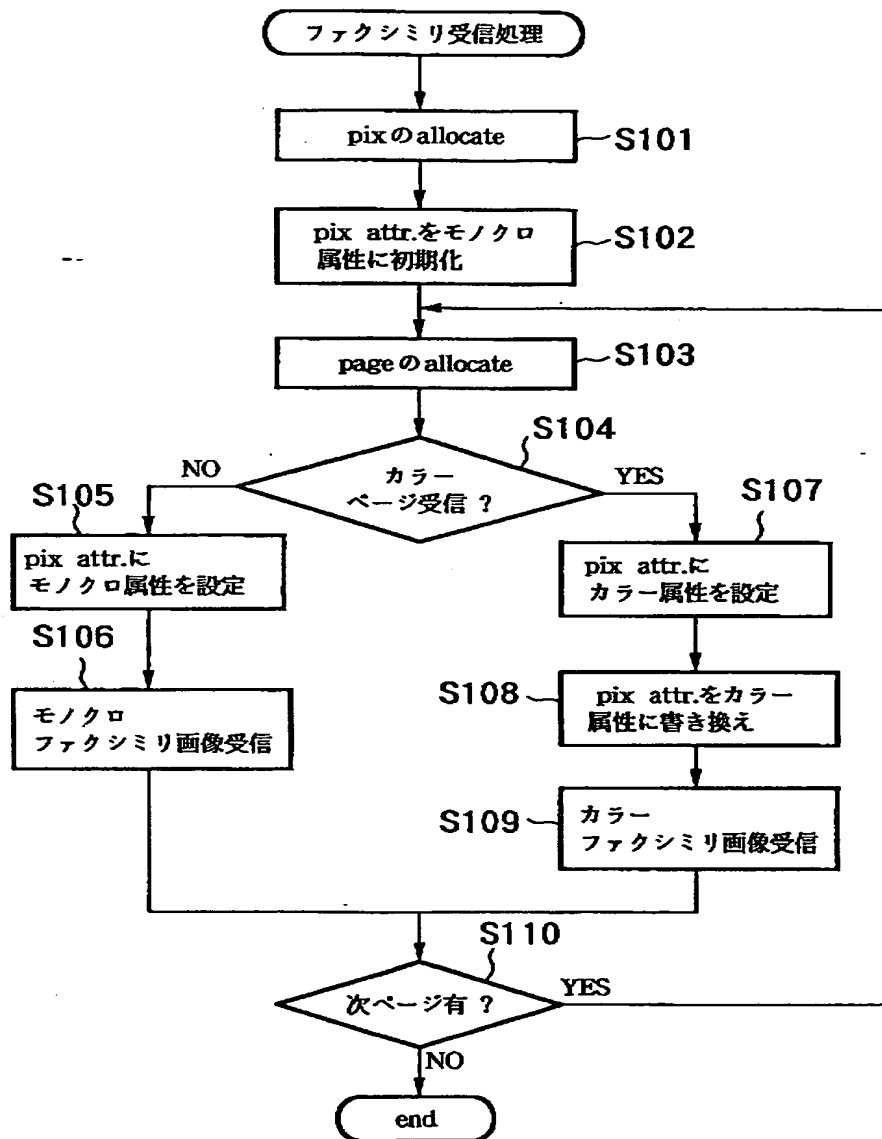 ファクシミリ受信処理
pixのallocate
S101
pix attr.をモノクロ
属性に初期化
S102
pageのallocate
S103
S104
カラー
ページ受信？
NO
YES
S105
pix attr.に
モノクロ属性を設定
S106
モノクロ
ファクシミリ画像受信
S107
pix attr.に
カラー属性を設定
S108
pix attr.をカラー
属性に書き換え
S109
カラー
ファクシミリ画像受信
S110
次ページ有？
YES
NO
end